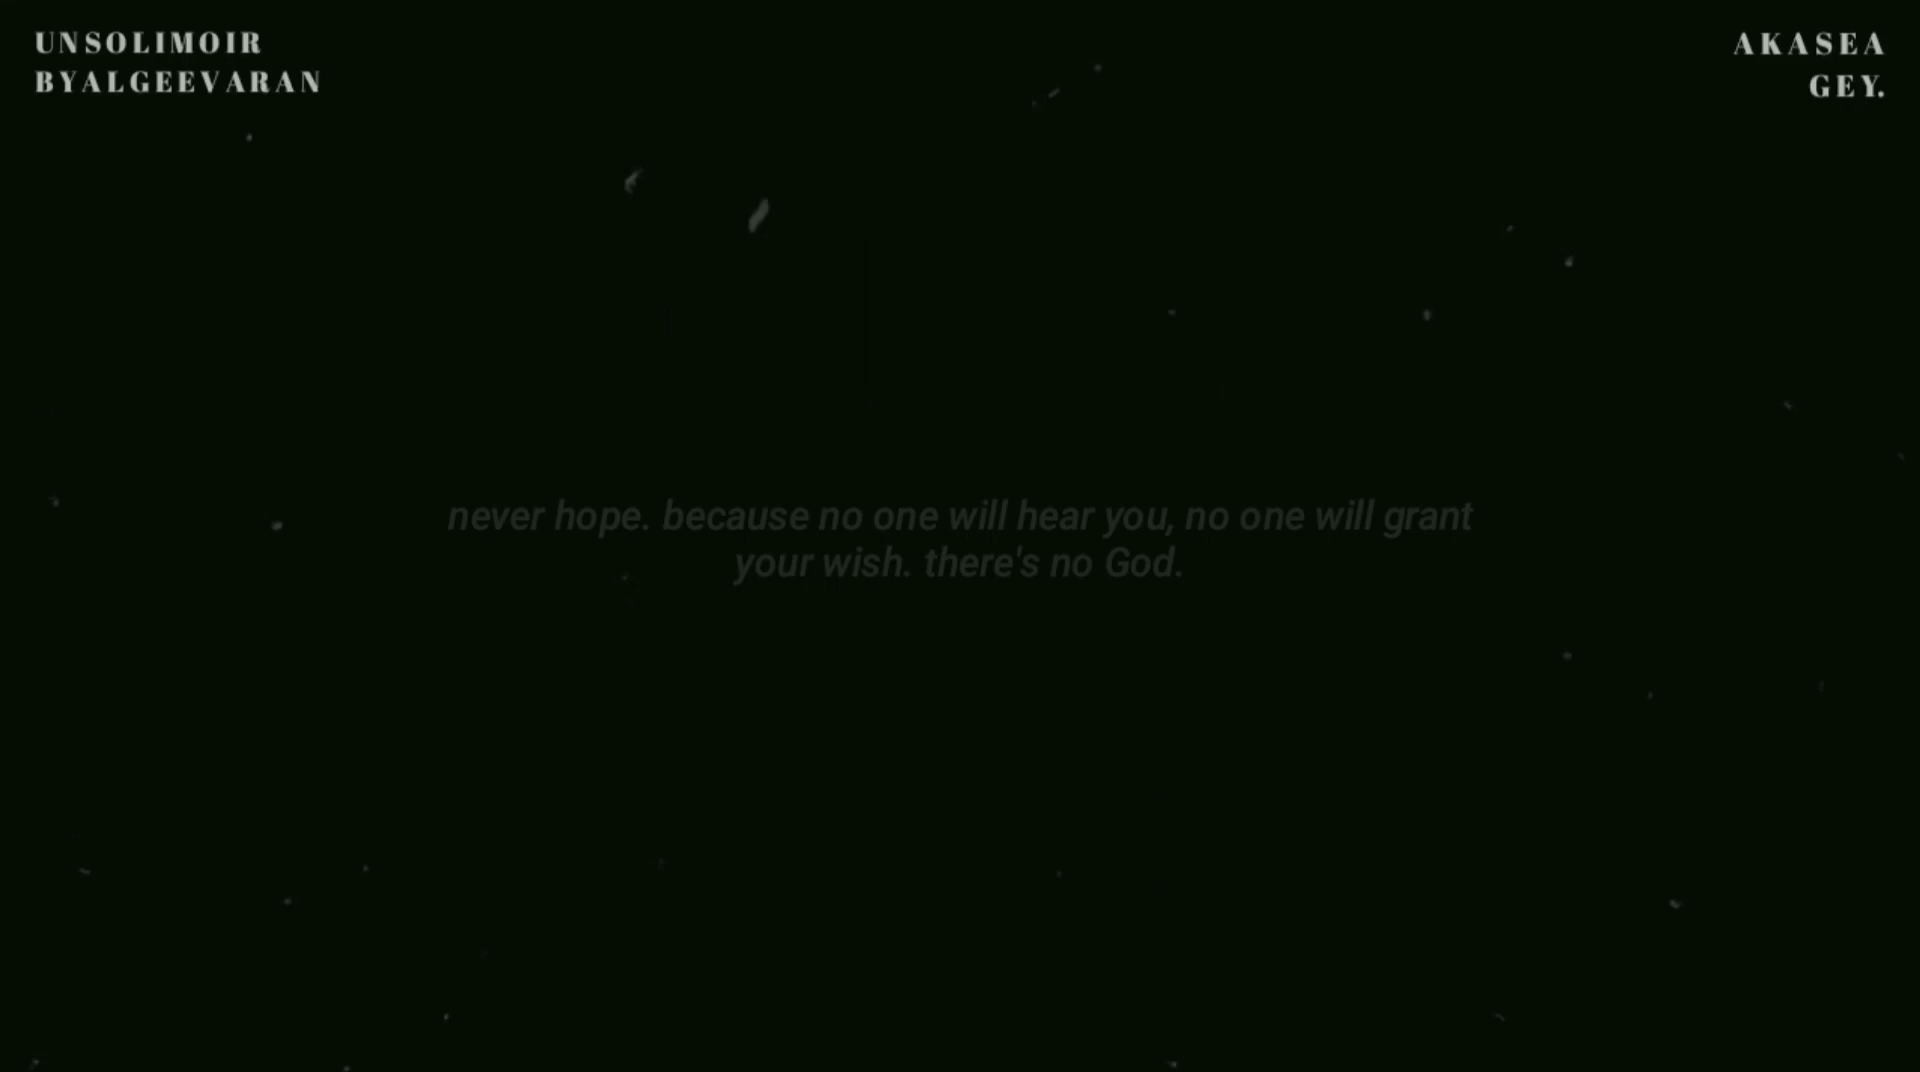 UNSOLIMOIR
BYALGEEVARAN
AKASEA
GEY.
never hope. because no one will hear you, no one will grant
your wish. there's no God.